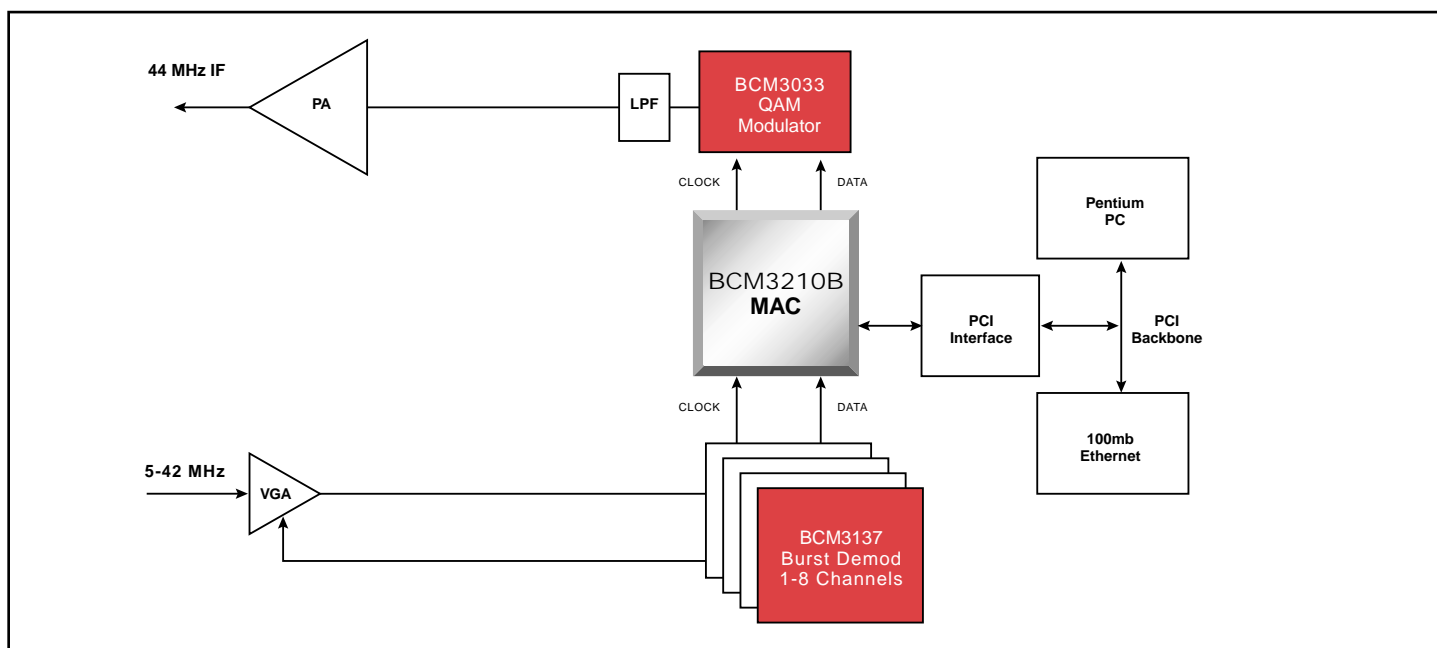 44 MHz IF
PA
LPF
BCM3033
QAM
Modulator
CLOCK
DATA
Pentium
PC
BCM3210B
MAC
PCI
Interface
PCI
Backbone
CLOCK
DATA
100mb
Ethernet
5-42 MHz
VGA
BCM3137
Burst Demod
1-8 Channels